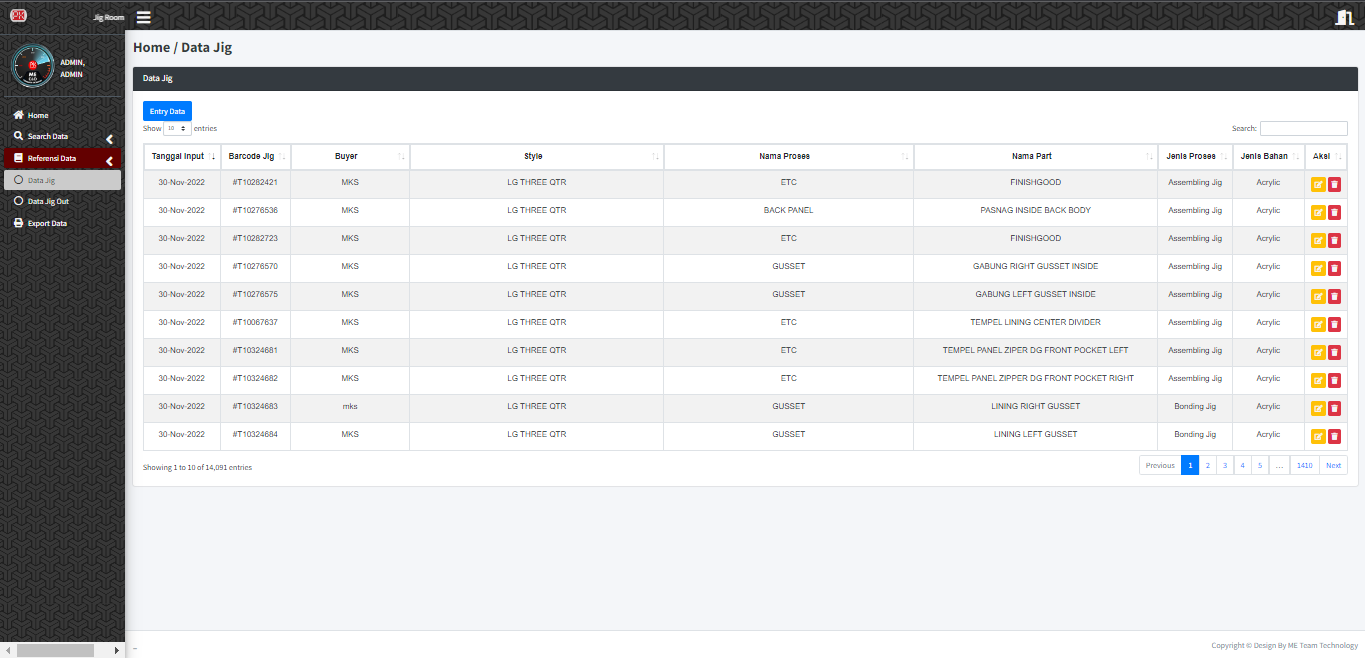 PK Jig Room
PK
ME
ADMIN,
ADMIN
Home
Search Data
Referensi Data
Data Jig
Data Jig Out
Export Data
Home / Data Jig
Data Jig
Entry Data
Show 10 entries
Search:
Tanggal Input Barcode Jig Buyer Style Nama Proses Nama Part Jenis Proses Jenis Bahan Aksi
30-Nov-2022 #T10282421 MKS LG THREE QTR ETC FINISHGOOD Assembling Jig Acrylic
30-Nov-2022 #T10276536 MKS LG THREE QTR BACK PANEL PASNAG INSIDE BACK BODY Assembling Jig Acrylic
30-Nov-2022 #T10282723 MKS LG THREE QTR ETC FINISHGOOD Assembling Jig Acrylic
30-Nov-2022 #T10276570 MKS LG THREE QTR GUSSET GABUNG RIGHT GUSSET INSIDE Assembling Jig Acrylic
30-Nov-2022 #T10276575 MKS LG THREE QTR GUSSET GABUNG LEFT GUSSET INSIDE Assembling Jig Acrylic
30-Nov-2022 #T10067637 MKS LG THREE QTR ETC TEMPEL LINING CENTER DIVIDER Assembling Jig Acrylic
30-Nov-2022 #T10324681 MKS LG THREE QTR ETC TEMPEL PANEL ZIPER DG FRONT POCKET LEFT Assembling Jig Acrylic
30-Nov-2022 #T10324682 MKS LG THREE QTR ETC TEMPEL PANEL ZIPPER DG FRONT POCKET RIGHT Assembling Jig Acrylic
30-Nov-2022 #T10324683 mks LG THREE QTR GUSSET LINING RIGHT GUSSET Bonding Jig Acrylic
30-Nov-2022 #T10324684 MKS LG THREE QTR GUSSET LINING LEFT GUSSET Bonding Jig Acrylic
Showing 1 to 10 of 14,091 entries
Previous 1 2 3 4 5 … 1410 Next
Copyright © Design By ME Team Technology